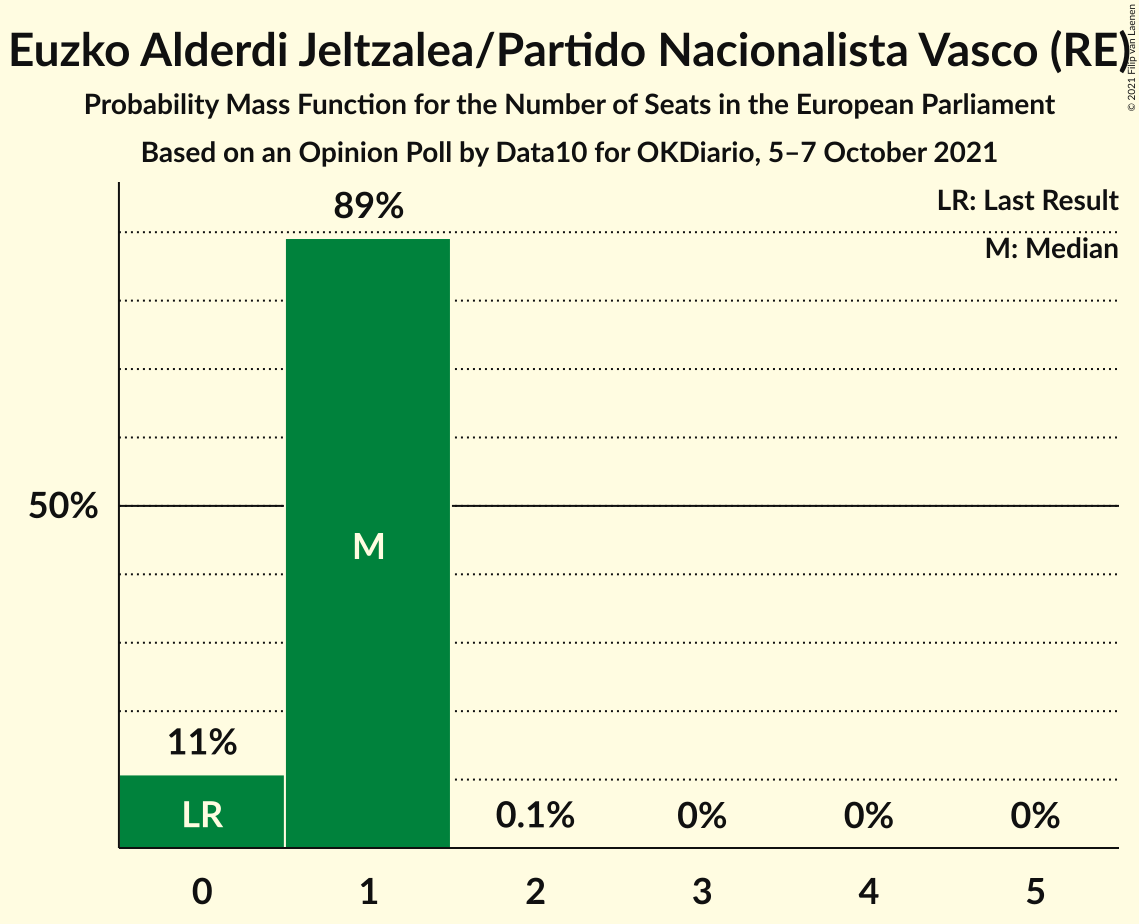 Euzko Alderdi Jeltzalea/Partido Nacionalista Vasco (RE)
© 2021 Filip van Laenen
Probability Mass Function for the Number of Seats in the European Parliament
Based on an Opinion Poll by Data10 for OKDiario, 5–7 October 2021
LR: Last Result
M: Median
89%
50%
M
11%
LR
0.1%
0%
0%
0%
0
1
2
3
4
5